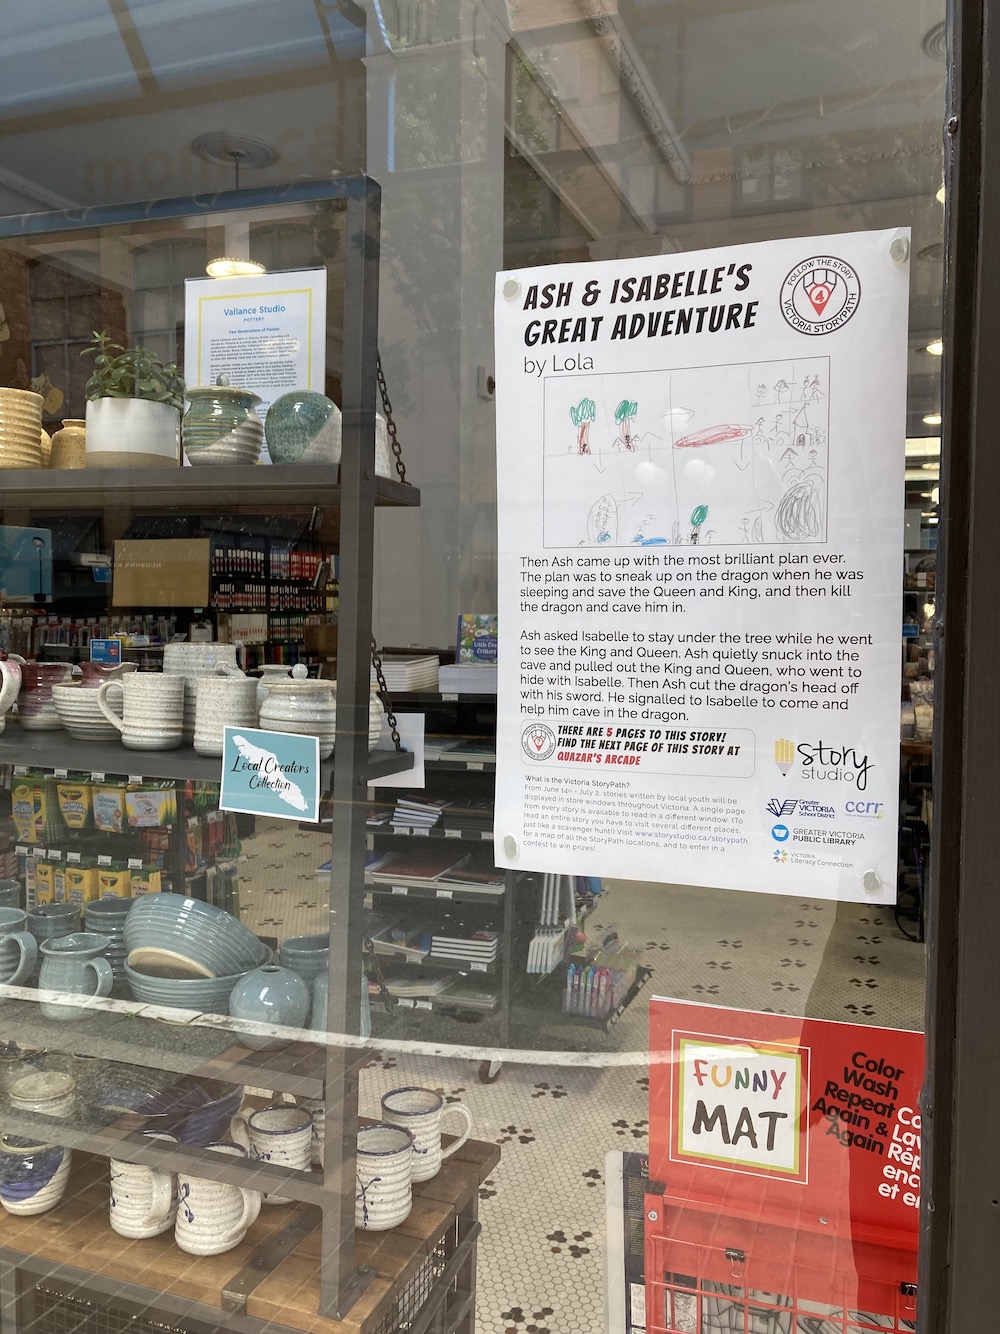 Vallance Studio
POTTERY
Two Generations of Family
ASH & ISABELLE'S
GREAT ADVENTURE
by Lola
FOLLOW THE STORY
4
VICTORIA STORYPATH
Then Ash came up with the most brilliant plan ever.
The plan was to sneak up on the dragon when he was
sleeping and save the Queen and King, and then kill
the dragon and cave him in.
Ash asked Isabelle to stay under the tree while he went
to see the King and Queen. Ash quietly snuck into the
cave and pulled out the King and Queen, who went to
hide with Isabelle. Then Ash cut the dragon's head off
with his sword. He signalled to Isabelle to come and
help him cave in the dragon.
THERE ARE 5 PAGES TO THIS STORY!
FIND THE NEXT PAGE OF THIS STORY AT
QUAZAR'S ARCADE
What is the Victoria StoryPath?
From June 14th - July 2, stories written by local youth will be
displayed in store windows throughout Victoria. A single page
from every story is available to read in a different window. (To
read an entire story you have to visit several different places,
just like a scavenger hunt!) Visit www.storystudio.ca/storypath
for a map of all the StoryPath locations, and to enter in a
contest to win prizes!
story
studio
Greater
VICTORIA
School District
ccrr
GREATER VICTORIA
PUBLIC LIBRARY
VICTORIA
Literacy Connection
Local Creators
Collection
FUNNY
MAT
Color
Wash
Repeat
Again &
Again
Co
Lav
Rép
enc
et e